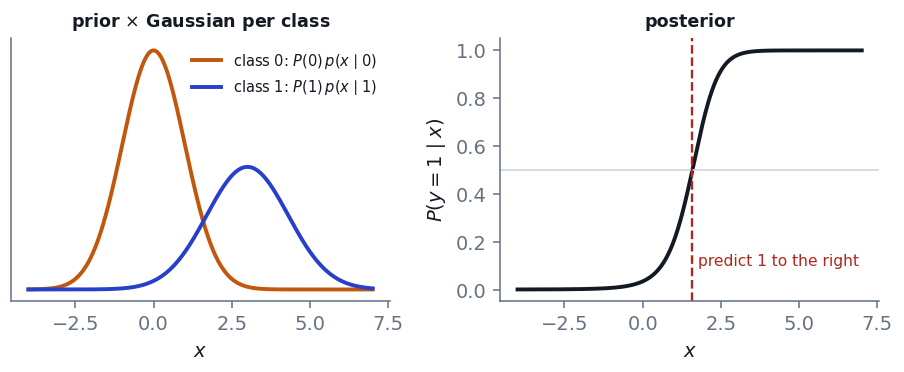 prior × Gaussian per class
class 0: P(0) p(x | 0)
class 1: P(1) p(x | 1)
−2.5 0.0 2.5 5.0 7.5
x
posterior
P(y = 1 | x)
1.0
0.8
0.6
0.4
0.2
0.0
predict 1 to the right
−2.5 0.0 2.5 5.0 7.5
x